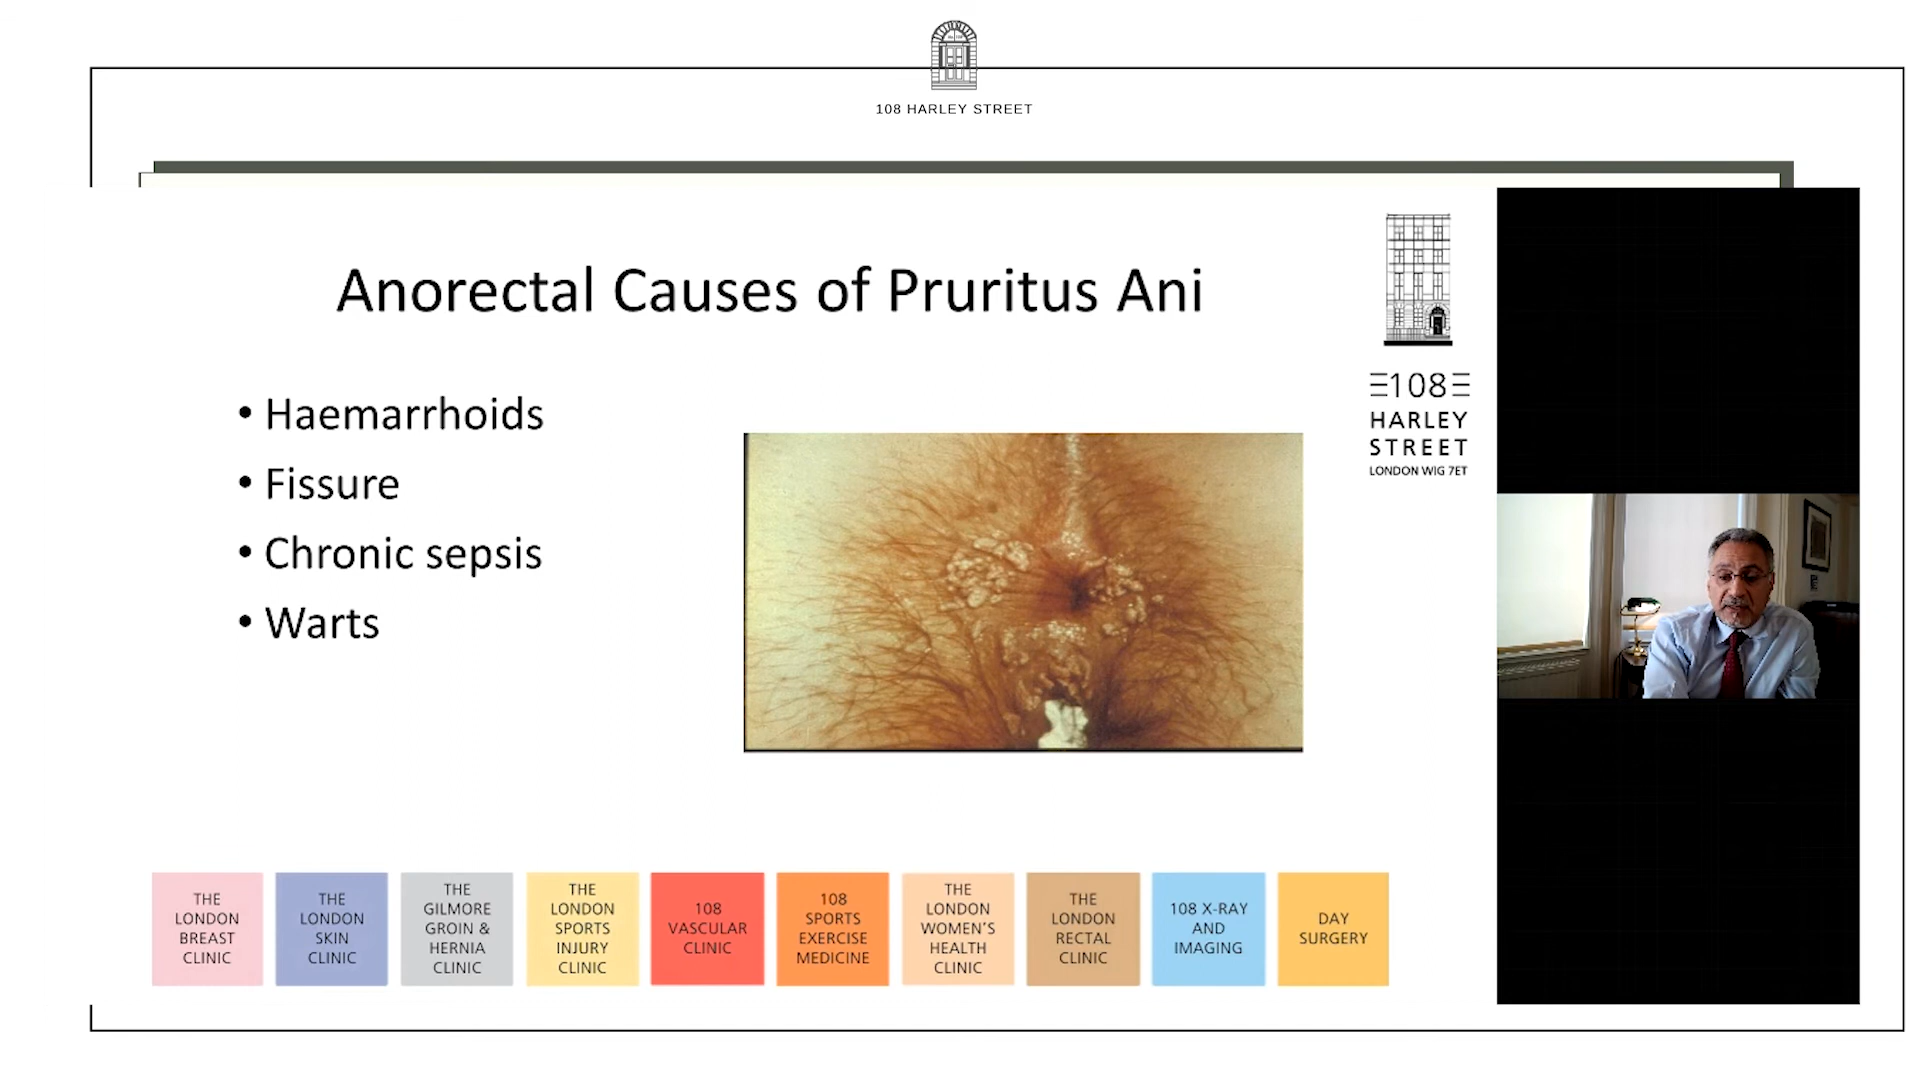 108 HARLEY STREET
Anorectal Causes of Pruritus Ani
• Haemarrhoids
• Fissure
• Chronic sepsis
• Warts
108
HARLEY
STREET
LONDON WIG 7ET
THE
LONDON
BREAST
CLINIC
THE
LONDON
SKIN
CLINIC
THE
GILMORE
GROIN &
HERNIA
CLINIC
THE
LONDON
SPORTS
INJURY
CLINIC
108
VASCULAR
CLINIC
108
SPORTS
EXERCISE
MEDICINE
THE
LONDON
WOMEN'S
HEALTH
CLINIC
THE
LONDON
RECTAL
CLINIC
108 X-RAY
AND
IMAGING
DAY
SURGERY